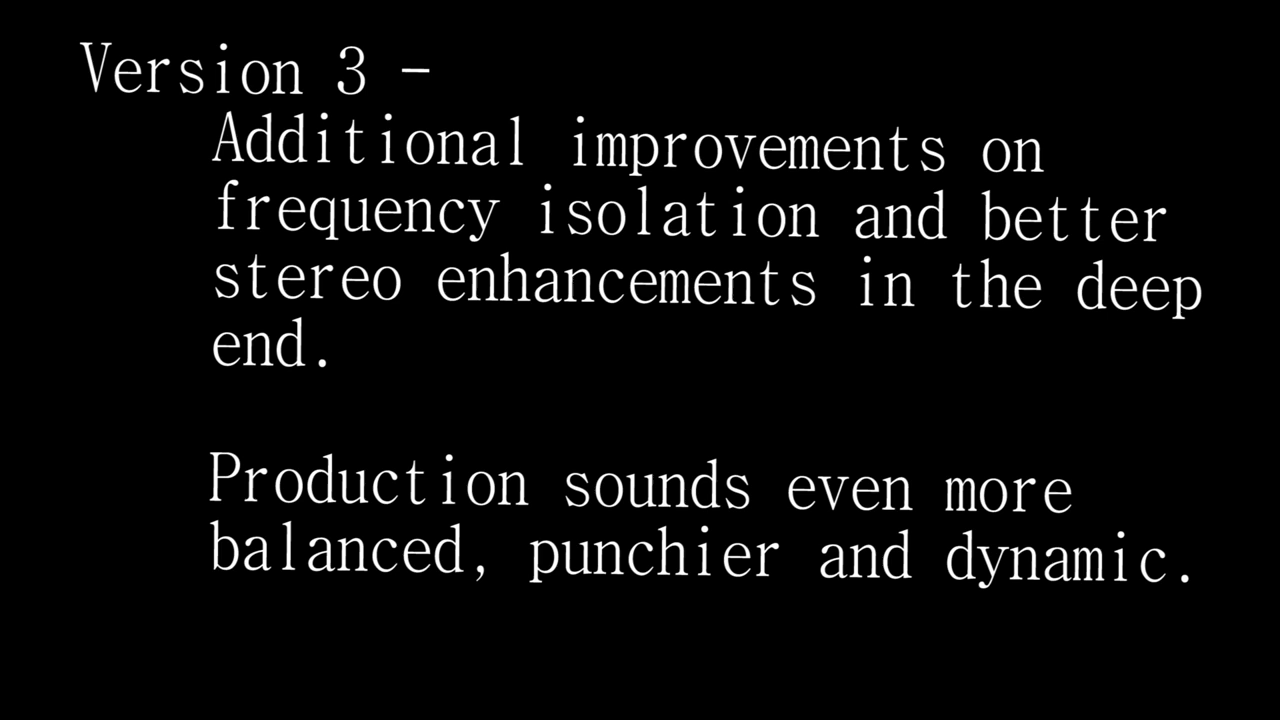 Version 3 -
Additional improvements on
frequency isolation and better
stereo enhancements in the deep
end.
Production sounds even more
balanced, punchier and dynamic.